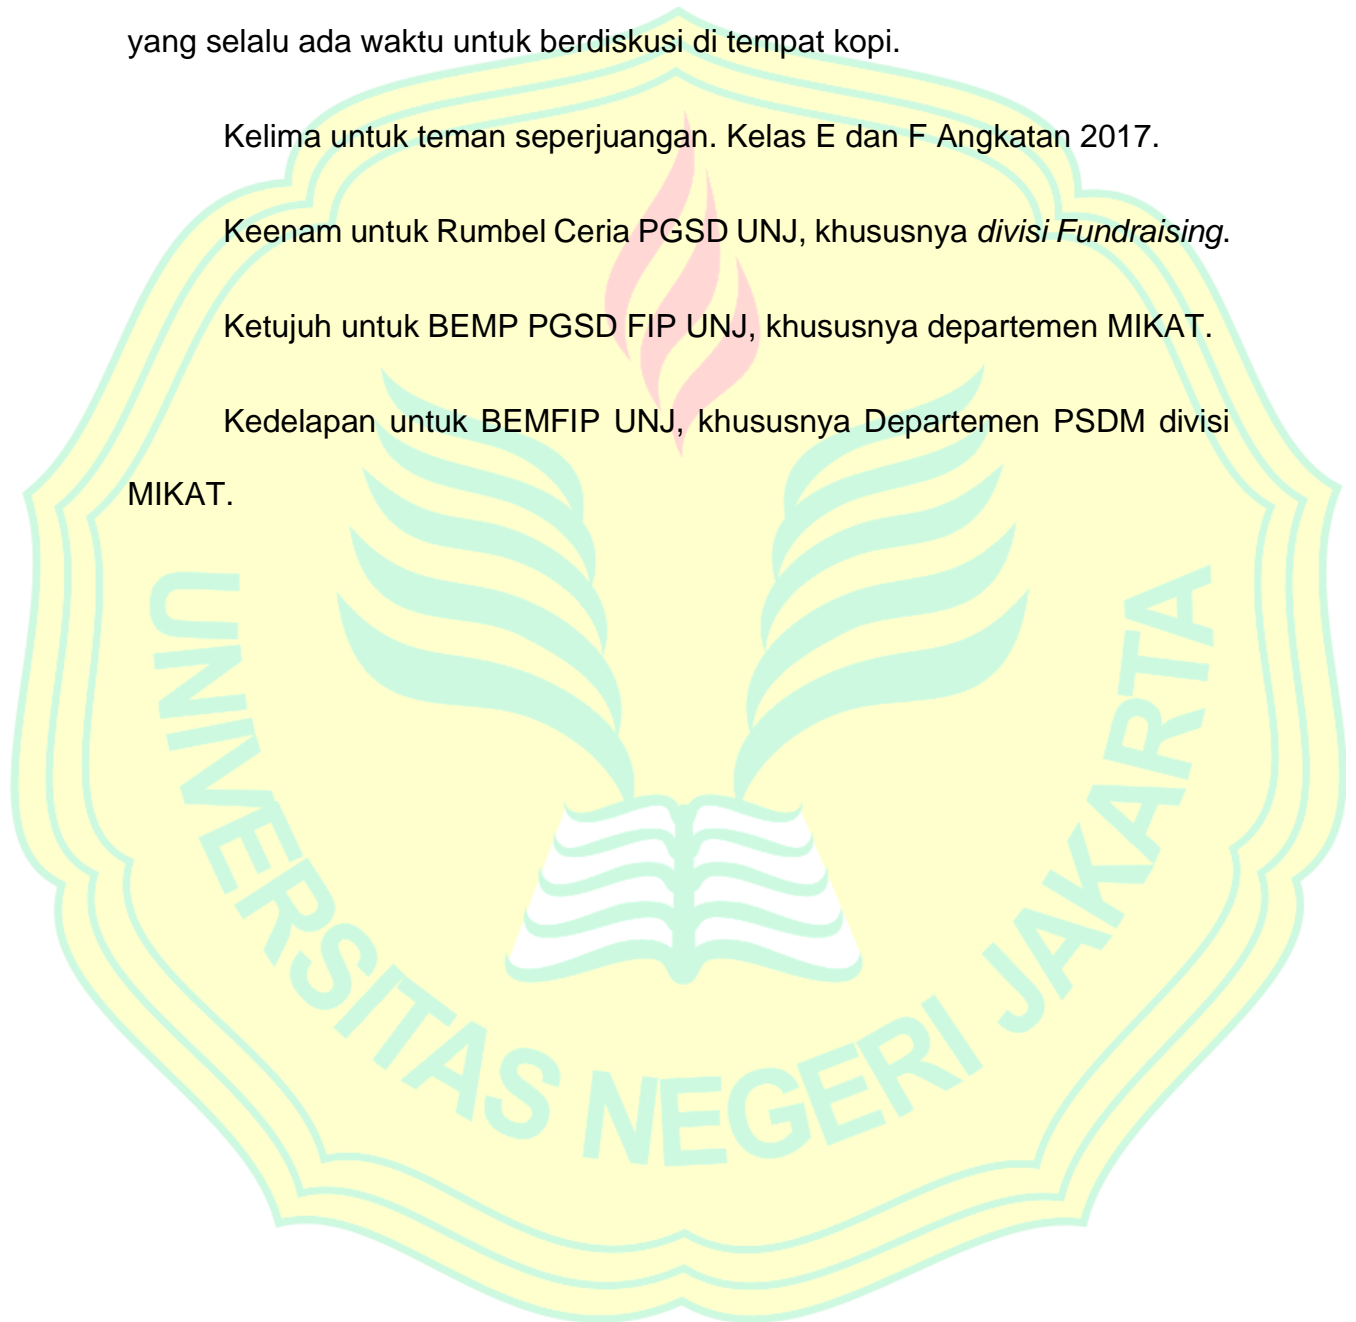 yang selalu ada waktu untuk berdiskusi di tempat kopi.
Kelima untuk teman seperjuangan. Kelas E dan F Angkatan 2017.
Keenam untuk Rumbel Ceria PGSD UNJ, khususnya divisi Fundraising.
Ketujuh untuk BEMP PGSD FIP UNJ, khususnya departemen MIKAT.
Kedelapan untuk BEMFIP UNJ, khususnya Departemen PSDM divisi
MIKAT.
UNIVERSITAS NEGERI JAKARTA